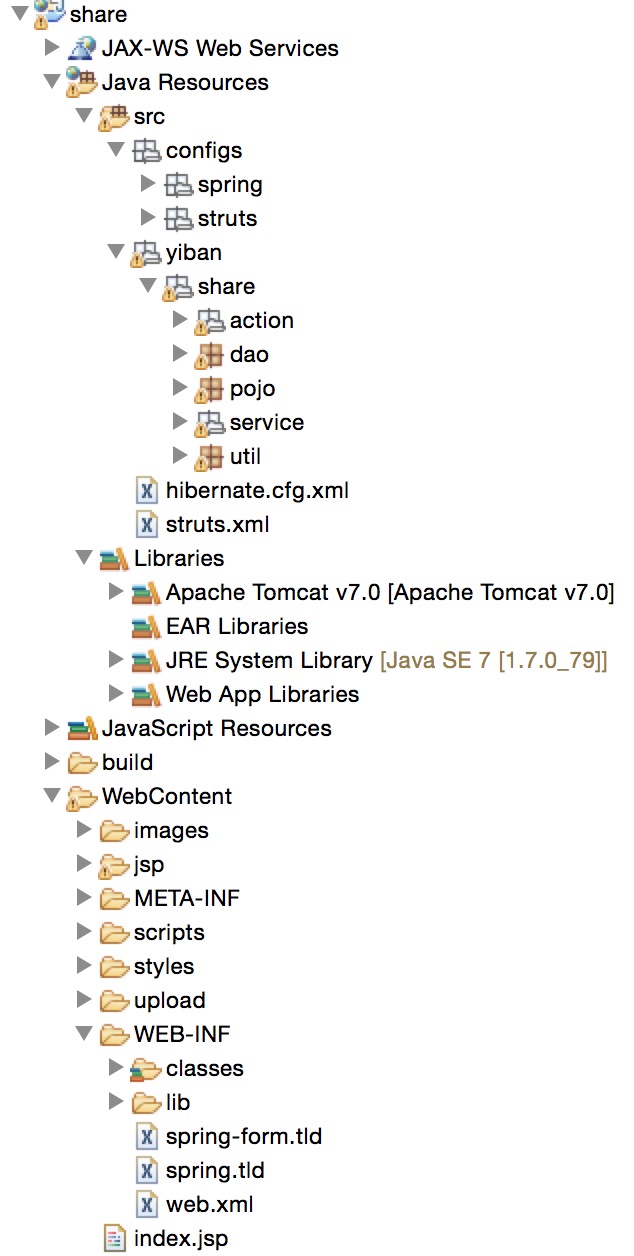 share
JAX-WS Web Services
Java Resources
src
configs
spring
struts
yiban
share
action
dao
pojo
service
util
hibernate.cfg.xml
struts.xml
Libraries
Apache Tomcat v7.0 [Apache Tomcat v7.0]
EAR Libraries
JRE System Library [Java SE 7 [1.7.0_79]]
Web App Libraries
JavaScript Resources
build
WebContent
images
jsp
META-INF
scripts
styles
upload
WEB-INF
classes
lib
spring-form.tld
spring.tld
web.xml
index.jsp